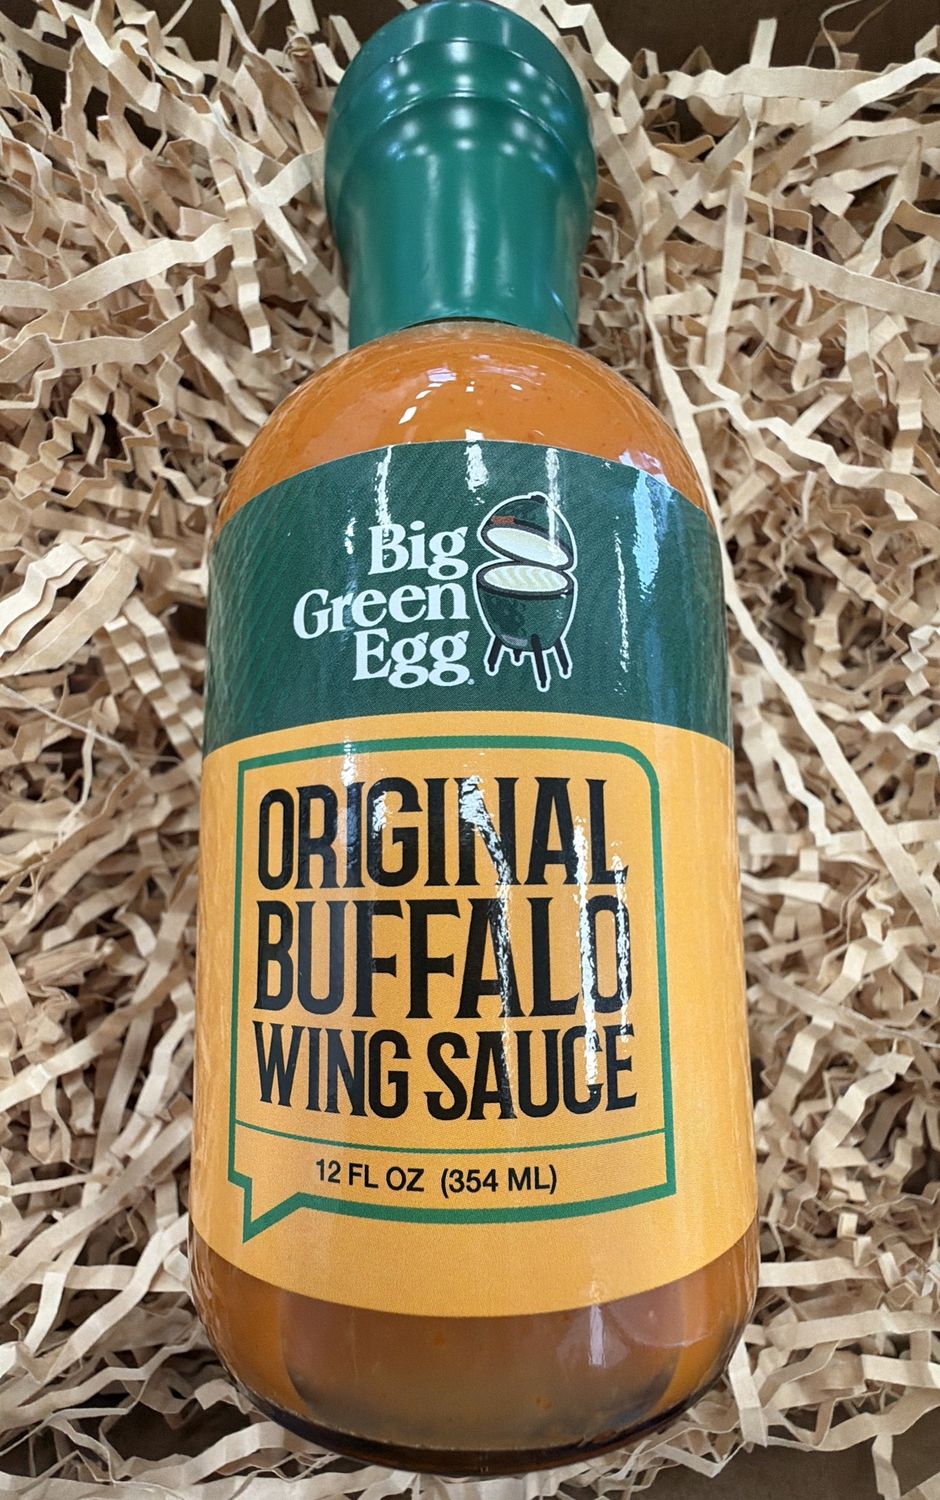 Big
Green
Egg
ORIGINAL
BUFFALO
WING SAUCE
12 FL OZ (354 ML)